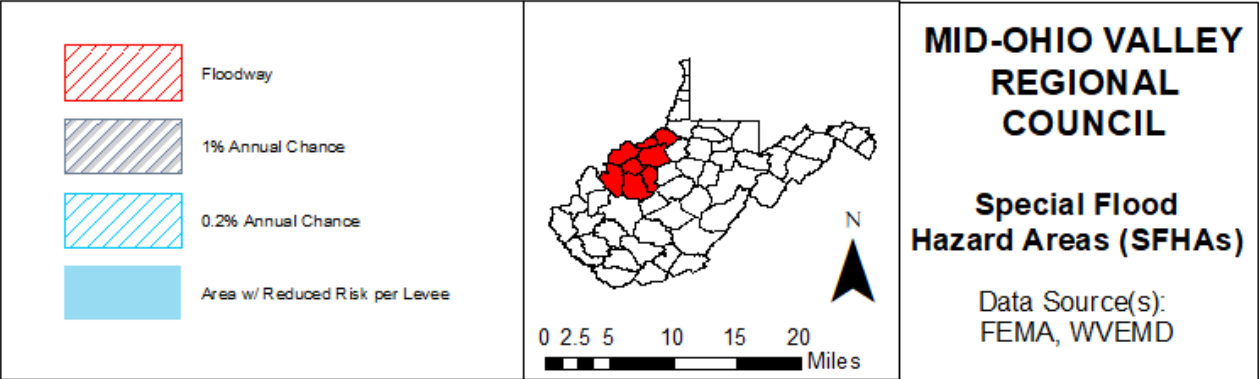 Floodway
1% Annual Chance
0.2% Annual Chance
Area w/ Reduced Risk per Levee
N
0 2.5 5 10 15 20
Miles
MID-OHIO VALLEY
REGIONAL
COUNCIL
Special Flood
Hazard Areas (SFHAs)
Data Source(s):
FEMA, WVEMD